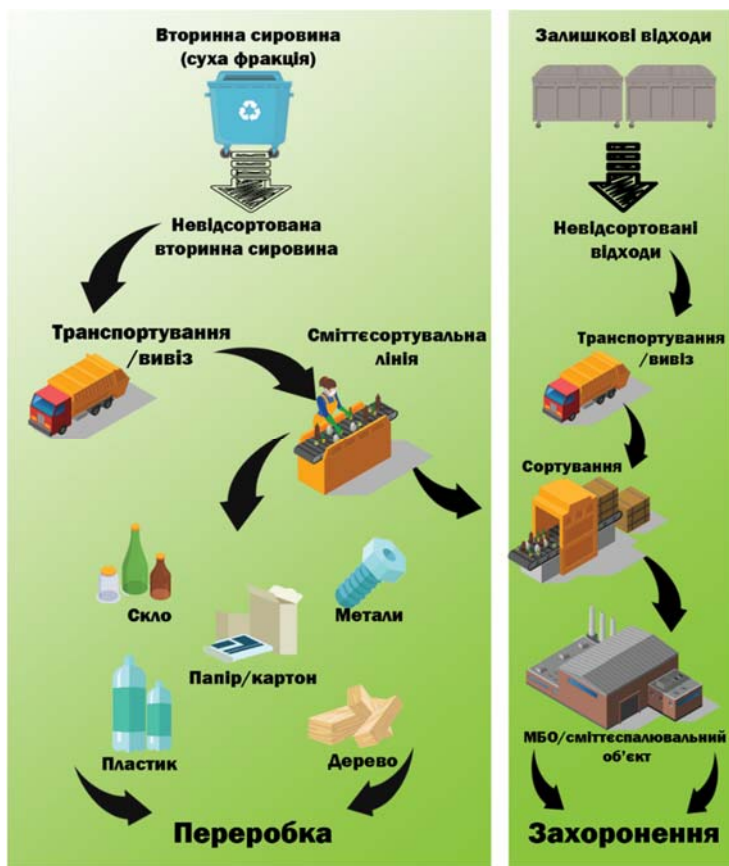 Вторинна сировина
(суха фракція)
Невідсортована
вторинна сировина
Транспортування
/вивіз
Сміттєсортувальна
лінія
Скло
Метали
Папір/картон
Пластик
Дерево
Переробка
Залишкові відходи
Невідсортовані
відходи
Транспортування
/вивіз
Сортування
МБО/сміттєспалювальний
об’єкт
Захоронення